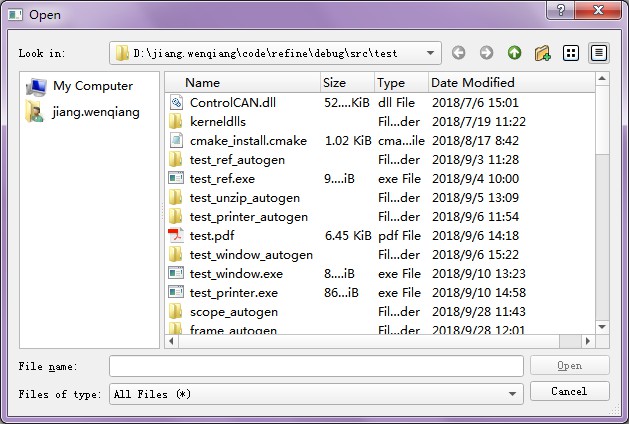 Open
Look in: D:\jiang.wenqiang\code\refine\debug\src\test
My Computer
jiang.wenqiang
Name Size Type Date Modified
ControlCAN.dll 52....KiB dll File 2018/7/6 15:01
kerneldlls Fil...der 2018/7/19 11:22
cmake_install.cmake 1.02 KiB cma...ile 2018/8/17 8:42
test_ref_autogen Fil...der 2018/9/3 11:28
test_ref.exe 9....iB exe File 2018/9/4 10:00
test_unzip_autogen Fil...der 2018/9/5 13:09
test_printer_autogen Fil...der 2018/9/6 11:54
test.pdf 6.45 KiB pdf File 2018/9/6 14:18
test_window_autogen Fil...der 2018/9/6 15:22
test_window.exe 8....iB exe File 2018/9/10 13:23
test_printer.exe 86...iB exe File 2018/9/10 14:58
scope_autogen Fil...der 2018/9/28 11:43
frame_autogen Fil...der 2018/9/28 12:01
File name: Open
Files of type: All Files (*) Cancel